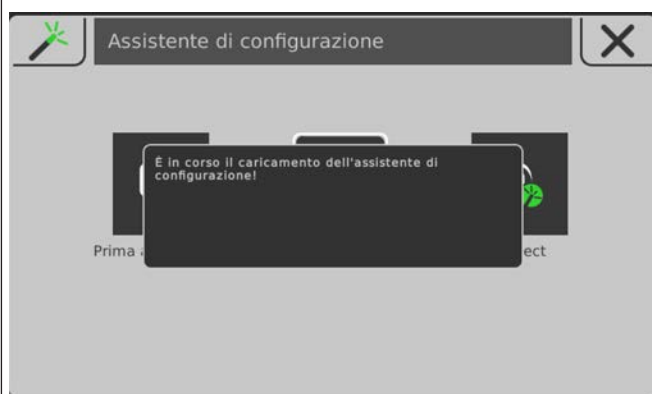 Assistente di configurazione
È in corso il caricamento dell'assistente di
configurazione!
Prima
ect